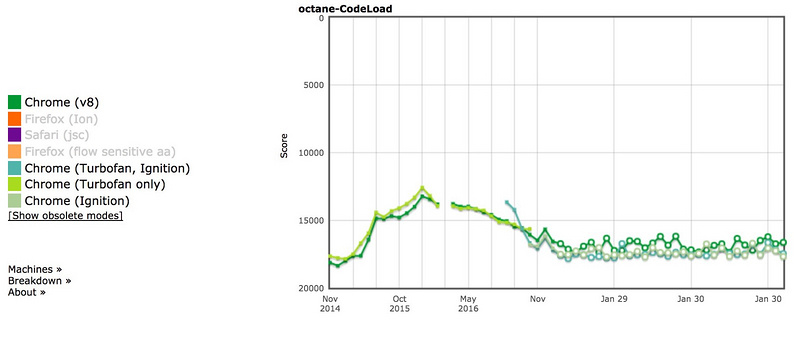 octane-CodeLoad
Chrome (v8)
Firefox (Ion)
Safari (jsc)
Firefox (flow sensitive aa)
Chrome (Turbofan, Ignition)
Chrome (Turbofan only)
Chrome (Ignition)
[Show obsolete modes]
Machines »
Breakdown »
About »
Score
0
5000
10000
15000
20000
Nov 2014
Oct 2015
May 2016
Nov
Jan 29
Jan 30
Jan 30